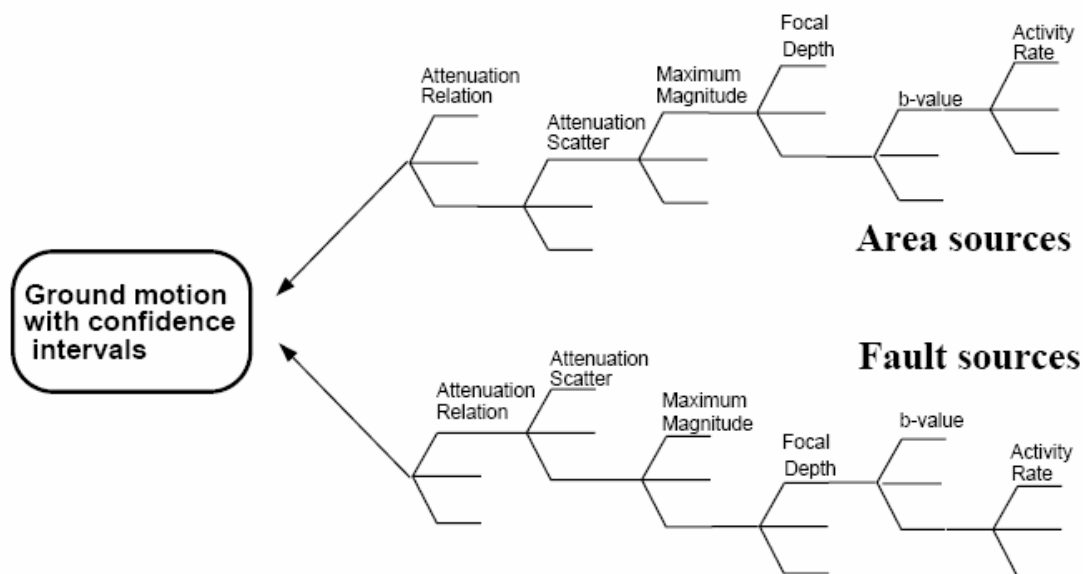 Focal
Depth
Activity
Rate
Attenuation
Relation
Maximum
Magnitude
b-value
Attenuation
Scatter
Area sources
Ground motion
with confidence
intervals
Fault sources
Attenuation
Scatter
Attenuation
Relation
Maximum
Magnitude
b-value
Focal
Depth
Activity
Rate